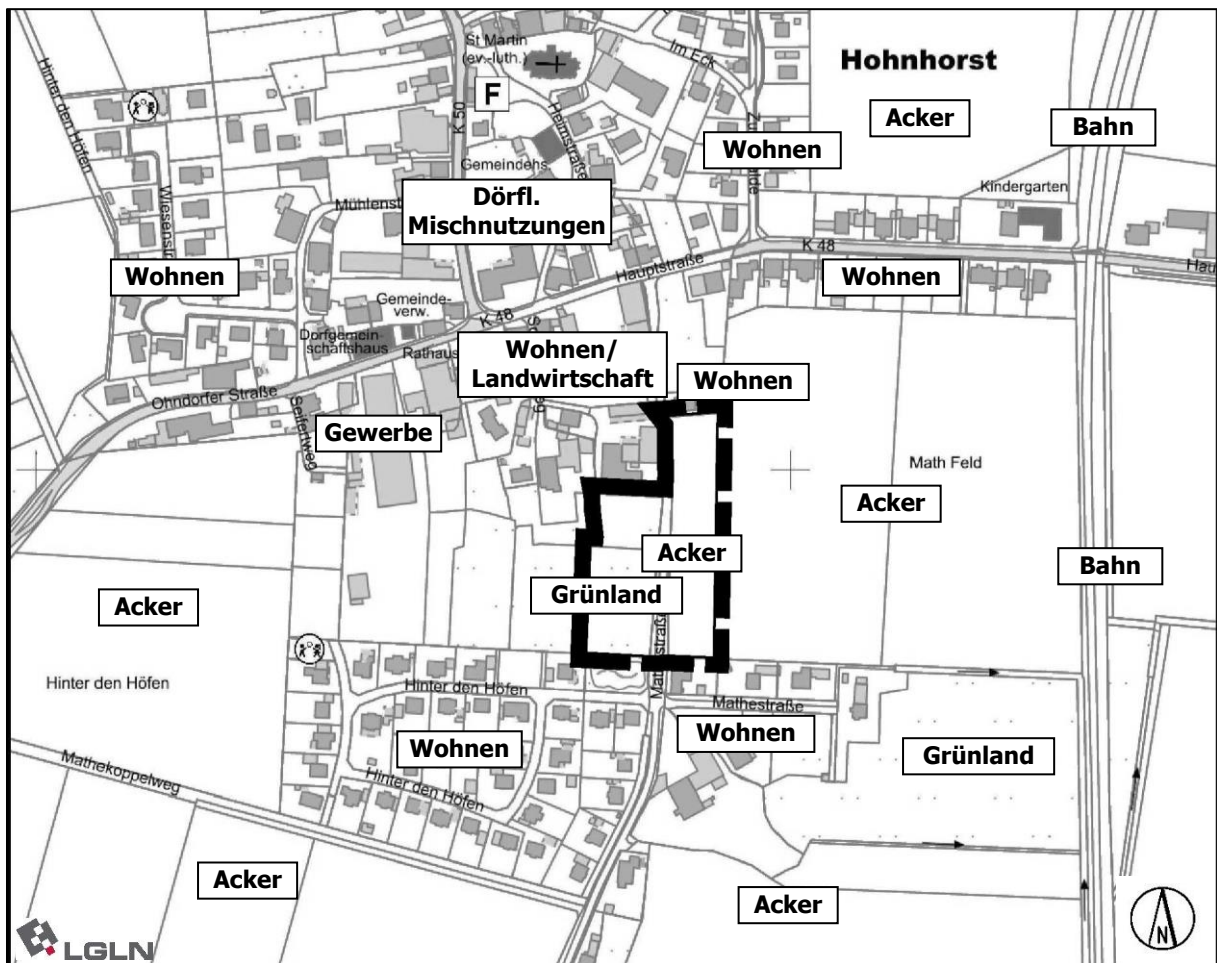 Hohnhorst
St Martin
(ev.-luth.)
Im Eck
F
K 50
Heimstraße
Hinter den Höfen
Acker
Bahn
Wohnen
Kindergarten
Gemeindehs.
Dörfl.
Mischnutzungen
K 48
Hauptstraße
Wohnen
Wohnen
Gemeinde-
verw.
K 48
Dorfgemein-
schaftshaus
Rathaus
Wohnen/
Landwirtschaft
Wohnen
Ohndorfer Straße
Seifertweg
Gewerbe
Math Feld
Acker
Acker
Bahn
Grünland
Acker
Hinter den Höfen
Hinter den Höfen
Mathestraße
Wohnen
Wohnen
Grünland
Mathekoppelweg
Hinter den Höfen
Acker
Acker
N
LGLN